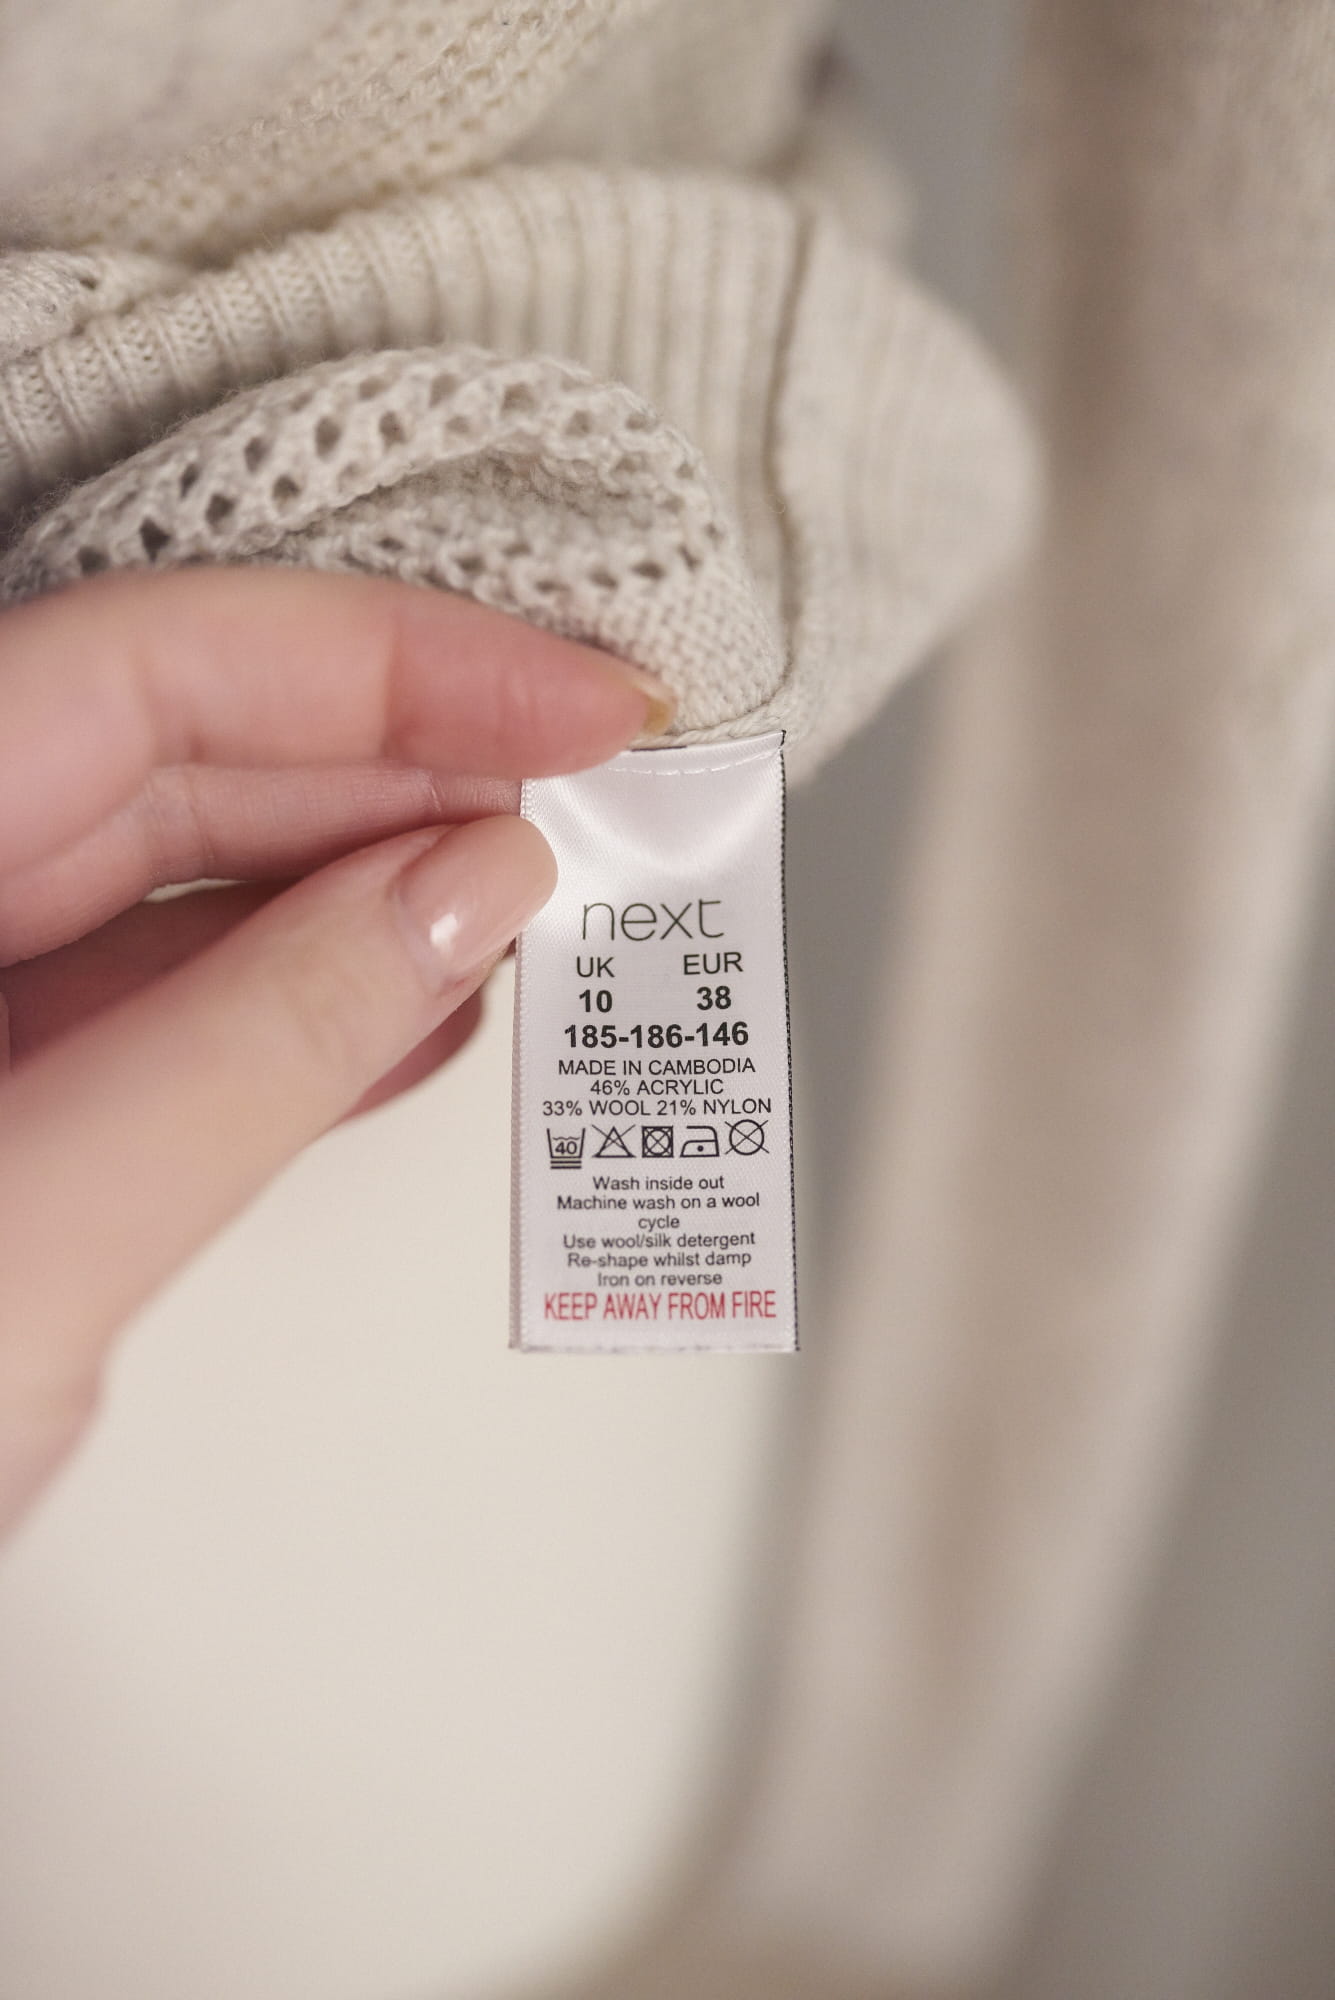 next
UK EUR
10 38
185-186-146
MADE IN CAMBODIA
46% ACRYLIC
33% WOOL 21% NYLON
40
Wash inside out
Machine wash on a wool
cycle
Use wool/silk detergent
Re-shape whilst damp
Iron on reverse
KEEP AWAY FROM FIRE